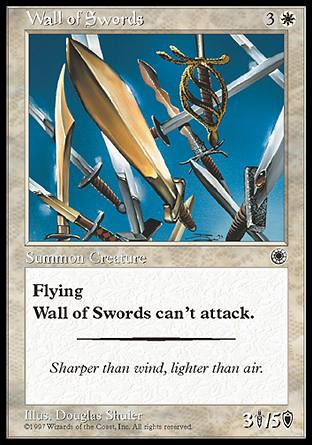 Wall of Swords 3
Summon Creature
Flying
Wall of Swords can't attack.
Sharper than wind, lighter than air.
Illus. Douglas Shuler
©1997 Wizards of the Coast, Inc. All rights reserved.
3/5